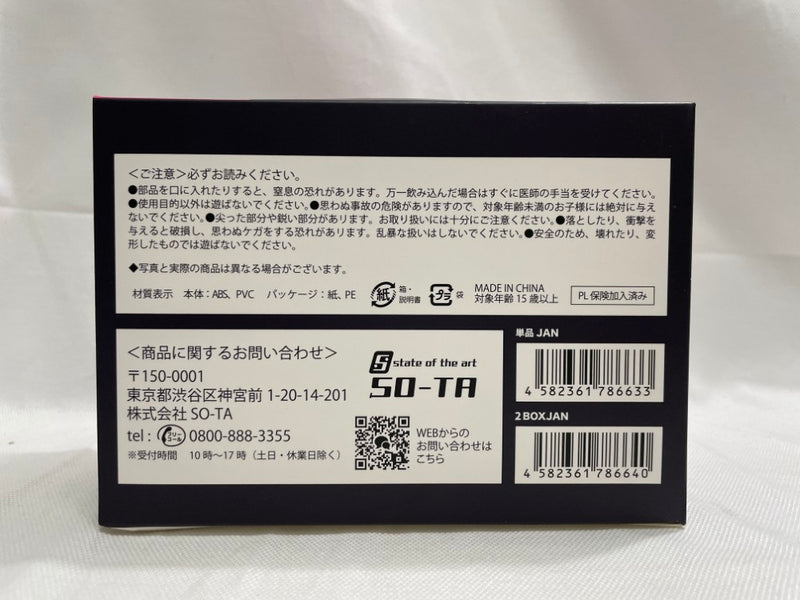 ＜ご注意＞必ずお読みください。
●部品を口に入れたりすると、窒息の恐れがあります。万一飲み込んだ場合はすぐに医師の手当を受けてください。
●使用目的以外は遊ばないでください。●思わぬ事故の危険がありますので、対象年齢未満のお子様には絶対に与え
ないでください。●尖った部分や鋭い部分があります。お取り扱いには十分にご注意ください。●落としたり、衝撃
を与えると破損し、思わぬケガをする恐れがあります。乱暴な扱いはしないでください。●安全のため、壊れたり、変
形したものでは遊ばないでください。
◆写真と実際の商品は異なる場合がございます。
材質表示 本体：ABS、PVC パッケージ：紙、PE
紙
箱・
説明書
プラ
袋
MADE IN CHINA
対象年齢 15 歳以上
PL 保険加入済み
＜商品に関するお問い合わせ＞
〒150-0001
東京都渋谷区神宮前 1-20-14-201
株式会社 SO-TA
tel : フリーコール 0800-888-3355
※受付時間 10 時～17 時（土日・休業日除く）
state of the art
SO-TA
WEBからの
お問い合わせは
こちら
単品 JAN
4 582361 786633
2 BOX JAN
4 582361 786640